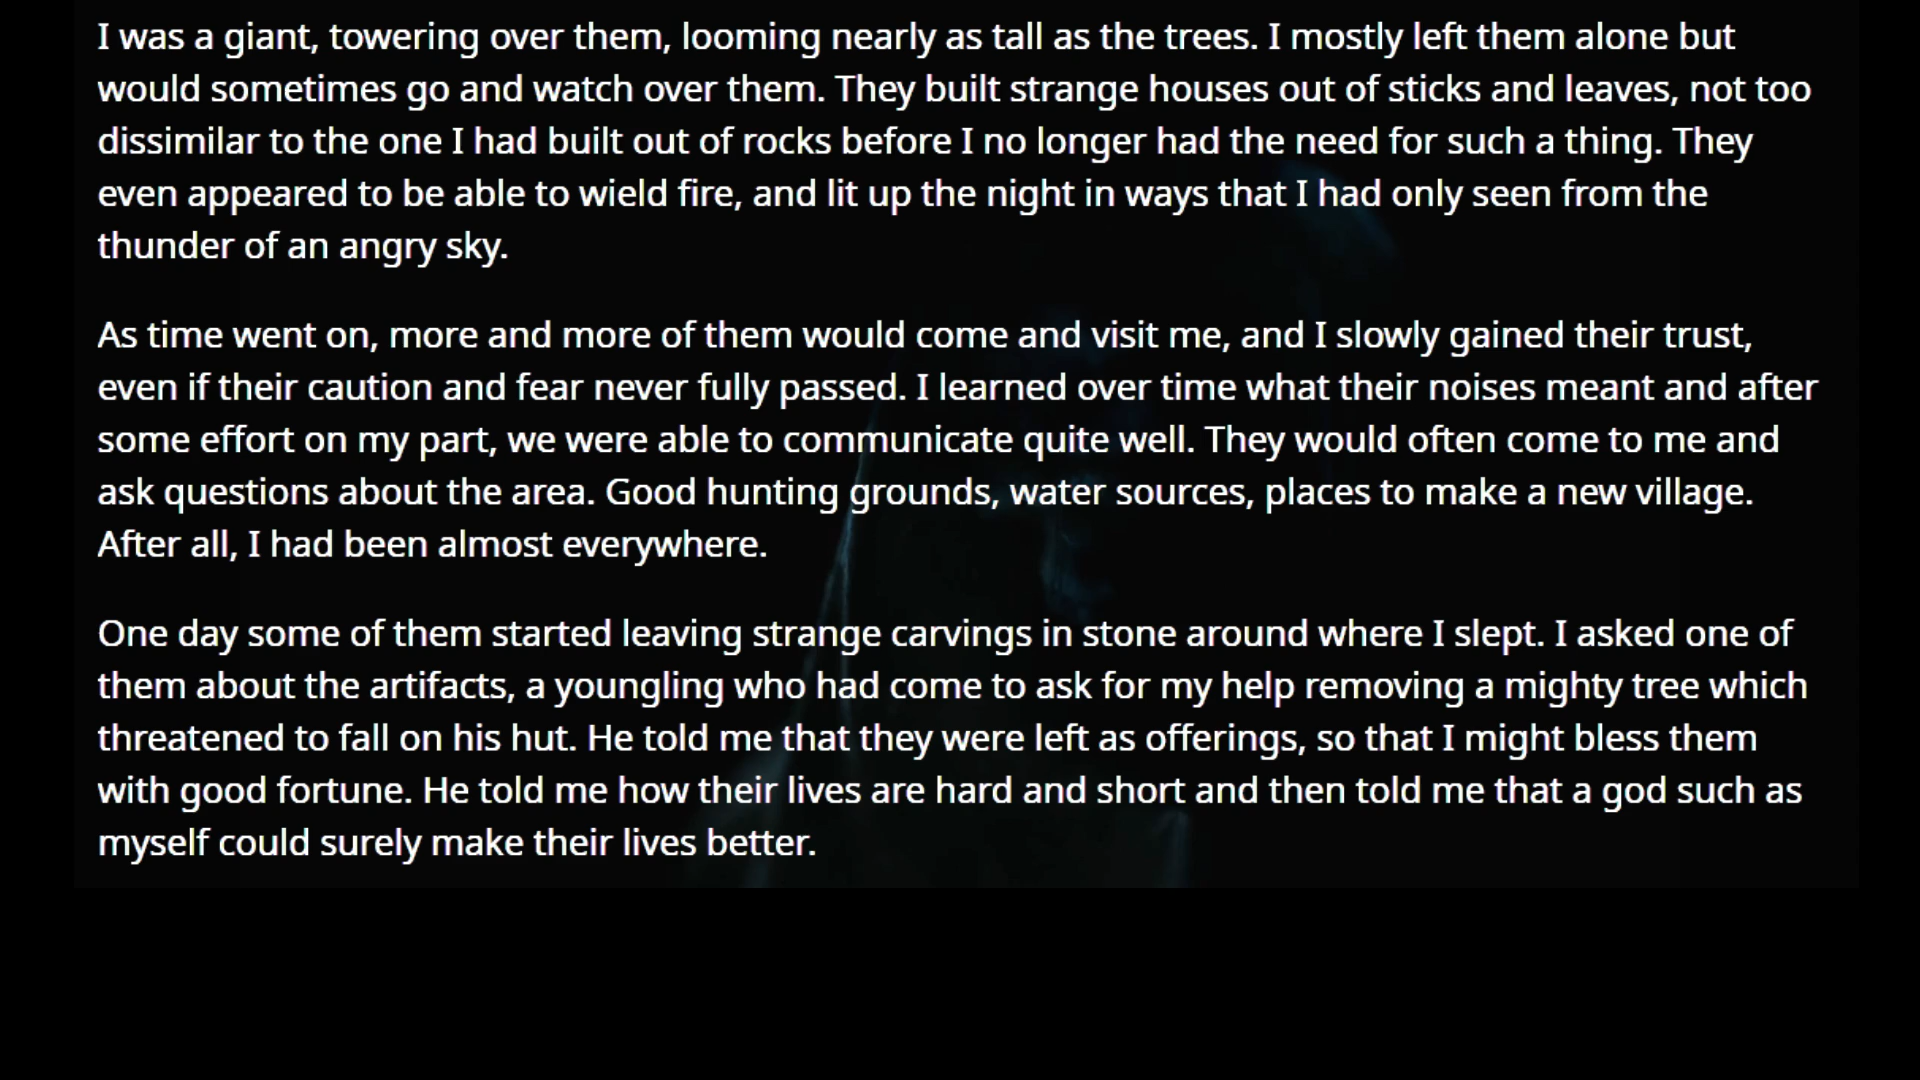 I was a giant, towering over them, looming nearly as tall as the trees. I mostly left them alone but
would sometimes go and watch over them. They built strange houses out of sticks and leaves, not too
dissimilar to the one I had built out of rocks before I no longer had the need for such a thing. They
even appeared to be able to wield fire, and lit up the night in ways that I had only seen from the
thunder of an angry sky.
As time went on, more and more of them would come and visit me, and I slowly gained their trust,
even if their caution and fear never fully passed. I learned over time what their noises meant and after
some effort on my part, we were able to communicate quite well. They would often come to me and
ask questions about the area. Good hunting grounds, water sources, places to make a new village.
After all, I had been almost everywhere.
One day some of them started leaving strange carvings in stone around where I slept. I asked one of
them about the artifacts, a youngling who had come to ask for my help removing a mighty tree which
threatened to fall on his hut. He told me that they were left as offerings, so that I might bless them
with good fortune. He told me how their lives are hard and short and then told me that a god such as
myself could surely make their lives better.